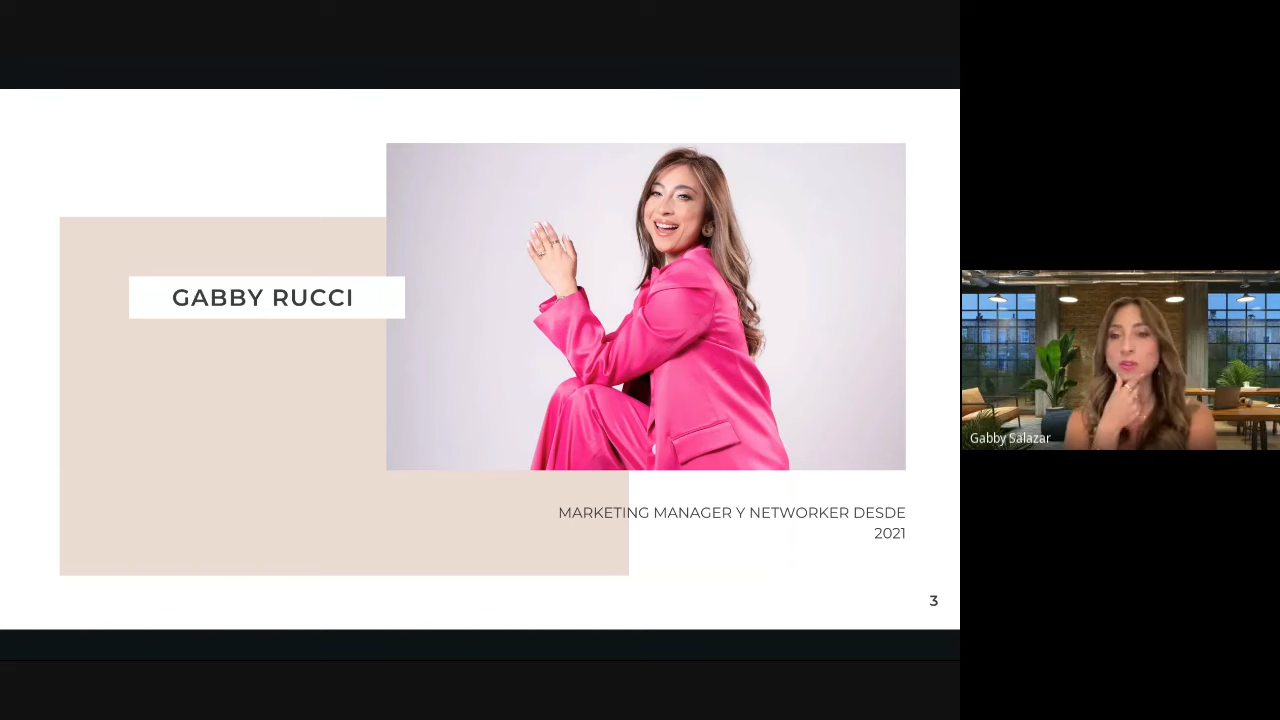 GABBY RUCCI
MARKETING MANAGER Y NETWORKER DESDE
2021
3
Gabby Salazar